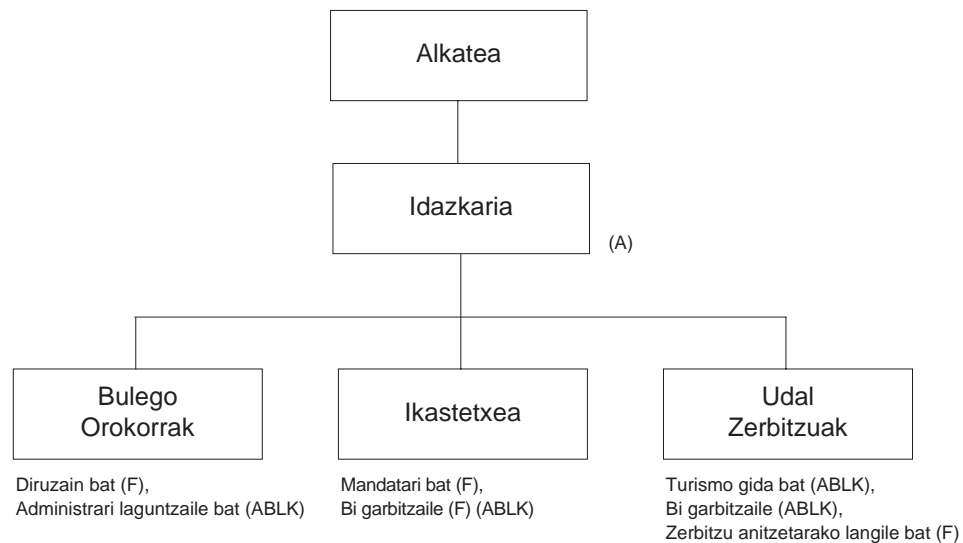 Alkatea
Idazkaria
(A)
Bulego
Orokorrak
Ikastetxea
Udal
Zerbitzuak
Diruzain bat (F),
Administrari laguntzaile bat (ABLK)
Mandatari bat (F),
Bi garbitzaile (F) (ABLK)
Turismo gida bat (ABLK),
Bi garbitzaile (ABLK),
Zerbitzu anitzetarako langile bat (F)